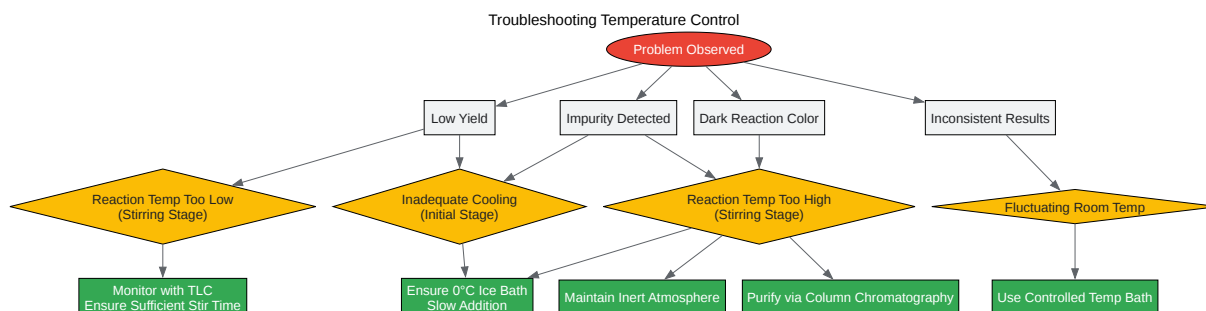 Troubleshooting Temperature Control
Problem Observed
Low Yield
Impurity Detected
Dark Reaction Color
Inconsistent Results
Reaction Temp Too Low
(Stirring Stage)
Inadequate Cooling
(Initial Stage)
Reaction Temp Too High
(Stirring Stage)
Fluctuating Room Temp
Monitor with TLC
Ensure Sufficient Stir Time
Ensure 0°C Ice Bath
Slow Addition
Maintain Inert Atmosphere
Purify via Column Chromatography
Use Controlled Temp Bath